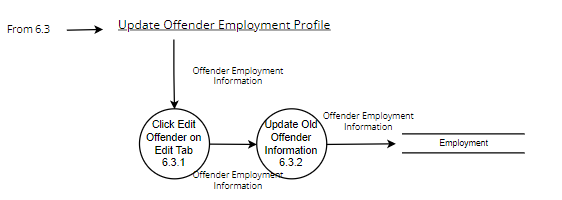 From 6.3
Update Offender Employment Profile
Offender Employment
Information
Click Edit
Offender on
Edit Tab
6.3.1
Update Old
Offender
Information
6.3.2
Offender Employment
Information
Employment
Offender Employment
Information